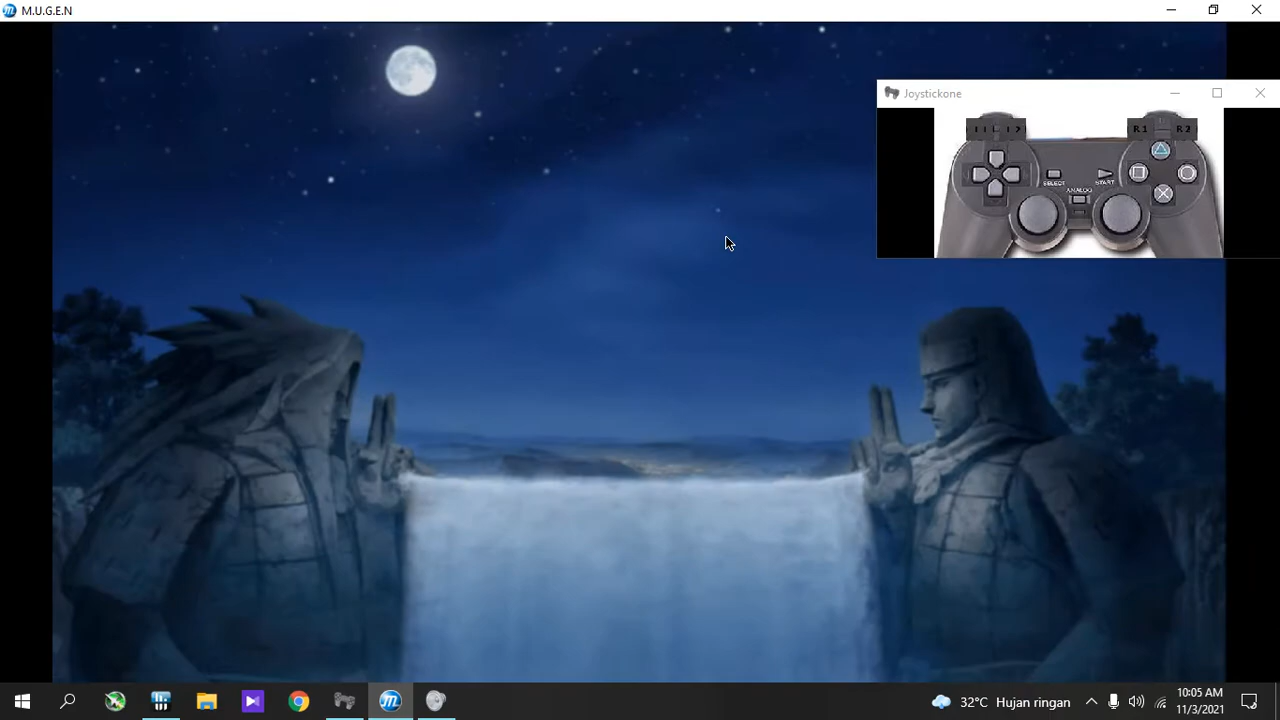 M.U.G.E.N
Joystickone
R1 R2
SELECT
START
ANALOG
32°C Hujan ringan
10:05 AM
11/3/2021